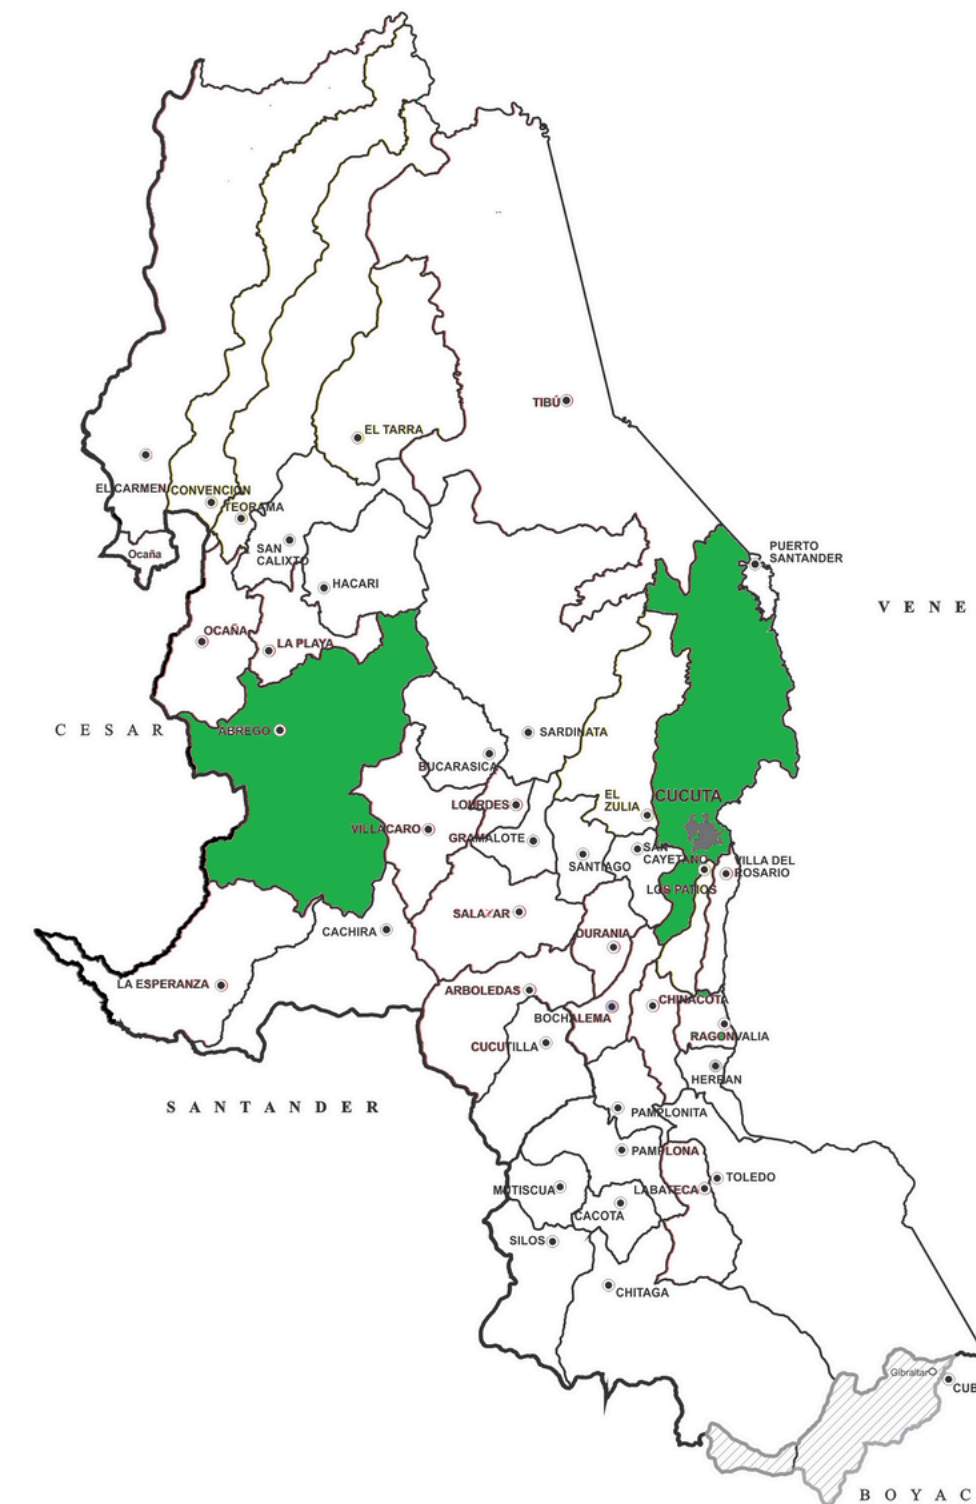 TIBÚ
EL TARRA
EL CARMEN
CONVENCIÓN
TEORAMA
SAN
CALIXTO
Ocaña
HACARI
PUERTO
SANTANDER
VENE
OCAÑA
LA PLAYA
CESAR
ABREGO
SARDINATA
BUCARASICA
EL
ZULIA
CUCUTA
LOURDES
VILLACARO
GRAMALOTE
SANTIAGO
SAN
CAYETANO
VILLA DEL
ROSARIO
LOS PATIOS
SALAZAR
CACHIRA
DURANIA
LA ESPERANZA
ARBOLEDAS
CHINACOTA
BOCHALEMA
RAGONVALIA
CUCUTILLA
HERRAN
SANTANDER
PAMPLONITA
PAMPLONA
TOLEDO
MUTISCUA
LABATECA
CACOTA
SILOS
CHITAGA
Gibraltar
CUB
BOYAC